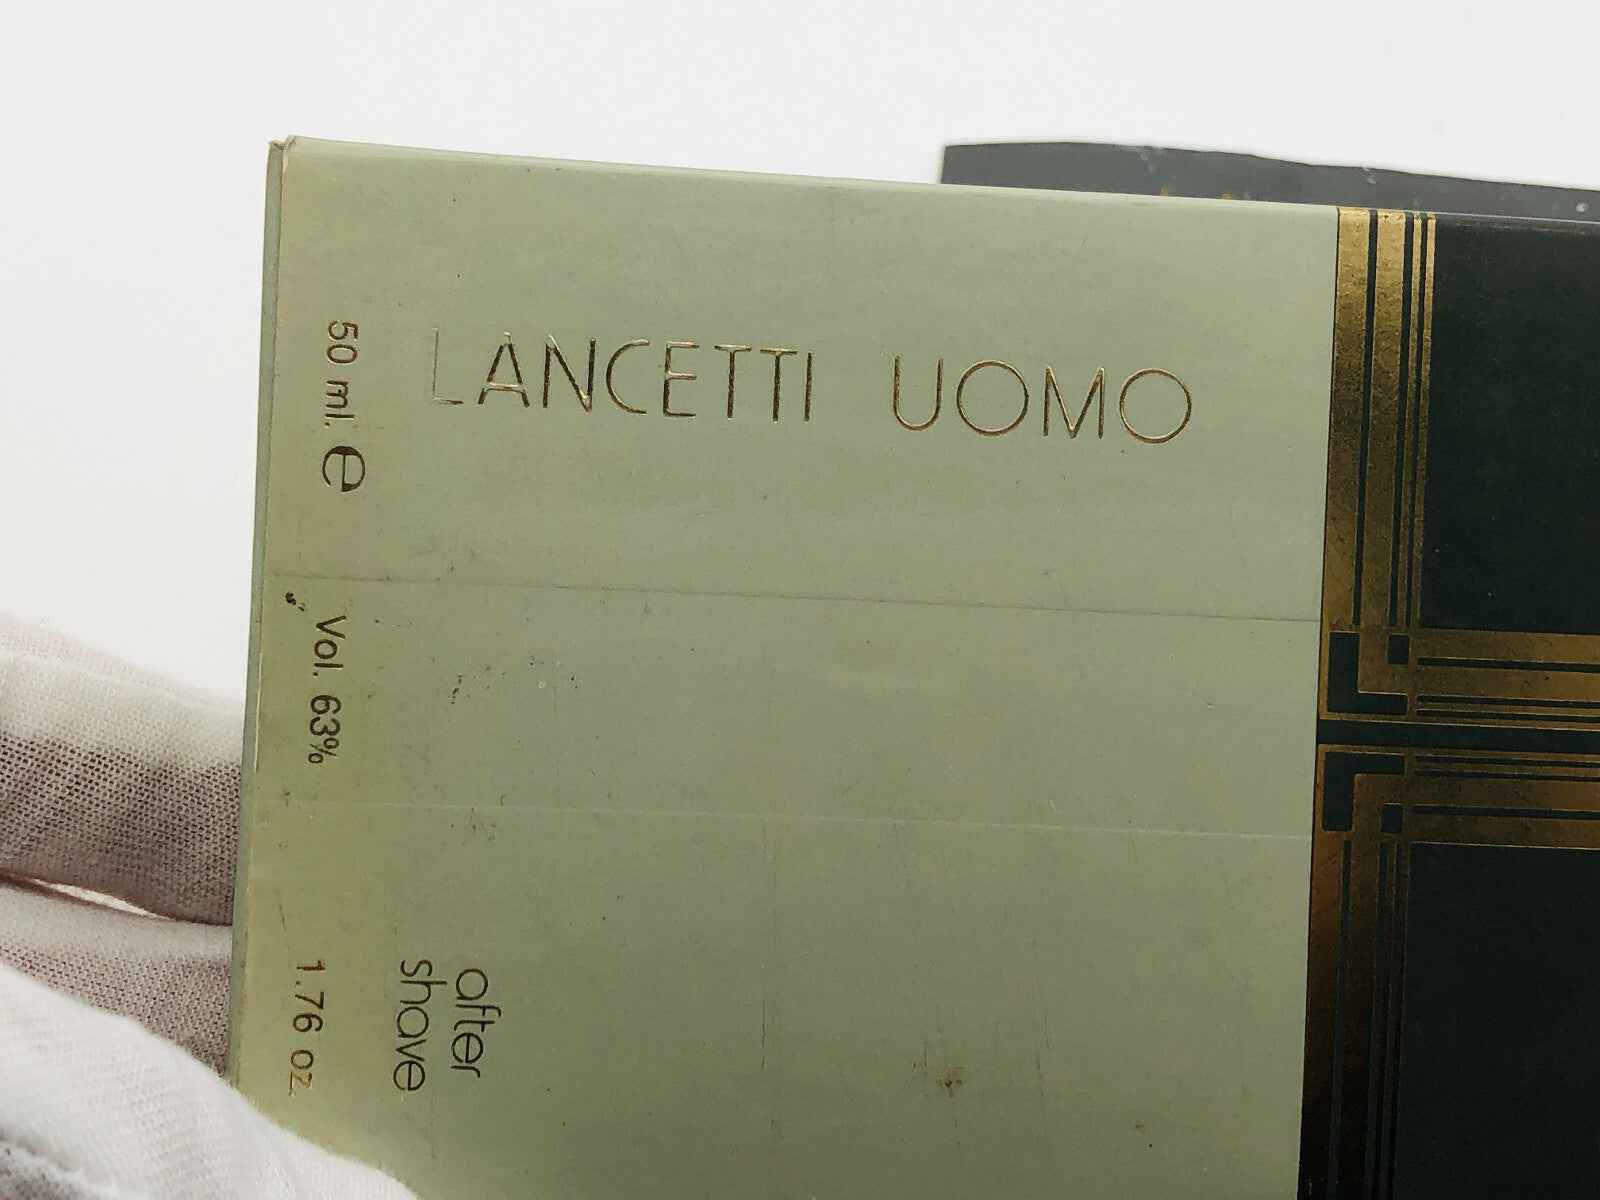 LANCETTI UOMO
50 ml. ℮
Vol. 63%
1.76 oz
after
shave